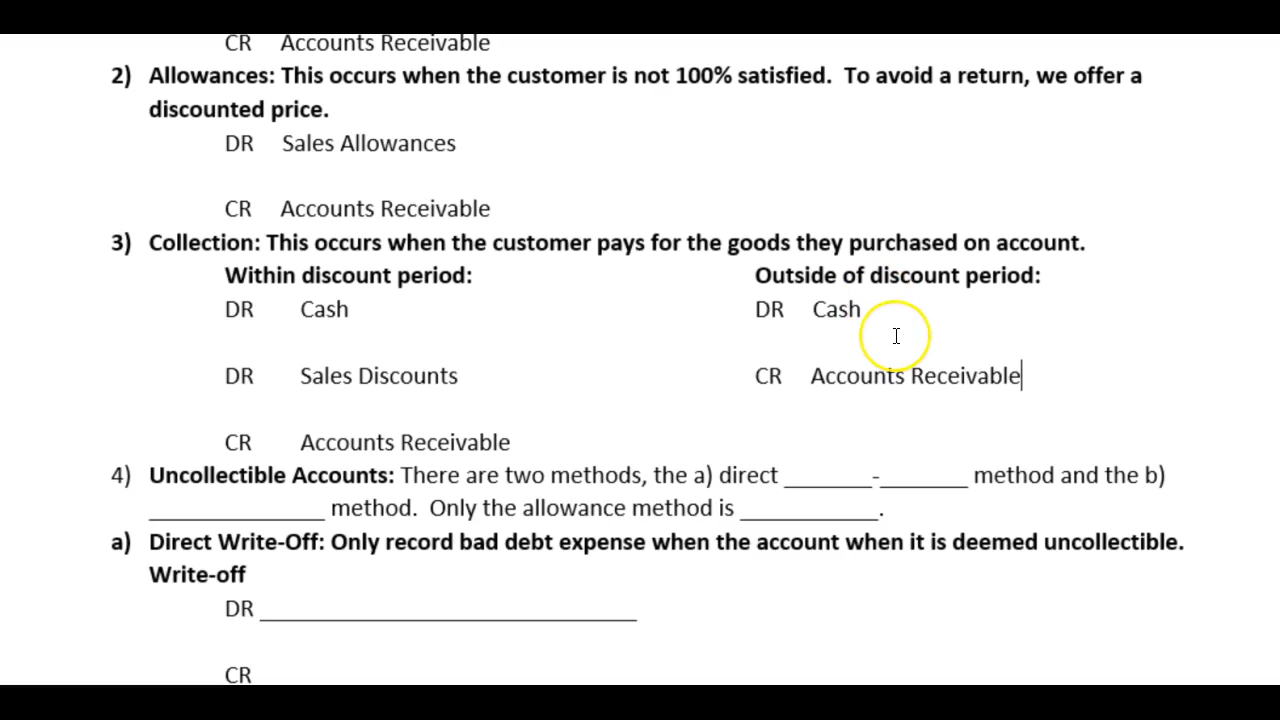 CR Accounts Receivable
2) Allowances: This occurs when the customer is not 100% satisfied. To avoid a return, we offer a
discounted price.
DR Sales Allowances
CR Accounts Receivable
3) Collection: This occurs when the customer pays for the goods they purchased on account.
Within discount period: Outside of discount period:
DR Cash DR Cash
DR Sales Discounts CR Accounts Receivable
CR Accounts Receivable
4) Uncollectible Accounts: There are two methods, the a) direct _______-_______ method and the b)
______________ method. Only the allowance method is ___________.
a) Direct Write-Off: Only record bad debt expense when the account when it is deemed uncollectible.
Write-off
DR ______________________________
CR